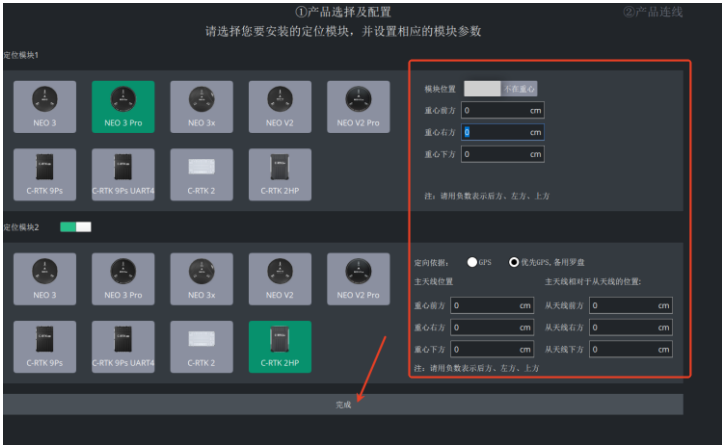 ①产品选择及配置
②产品连线
请选择您要安装的定位模块，并设置相应的模块参数
定位模块1
NEO 3
NEO 3 Pro
NEO 3x
NEO V2
NEO V2 Pro
C-RTK 9Ps
C-RTK 9Ps UART4
C-RTK 2
C-RTK 2HP
模块位置 不在重心
重心前方 0 cm
重心右方 0 cm
重心下方 0 cm
注：请用负数表示后方、左方、上方
定位模块2
NEO 3
NEO 3 Pro
NEO 3x
NEO V2
NEO V2 Pro
C-RTK 9Ps
C-RTK 9Ps UART4
C-RTK 2
C-RTK 2HP
定向依据： GPS 优先GPS, 备用罗盘
主天线位置 主天线相对于从天线的位置:
重心前方 0 cm 从天线前方 0 cm
重心右方 0 cm 从天线右方 0 cm
重心下方 0 cm 从天线下方 0 cm
注：请用负数表示后方、左方、上方
完成